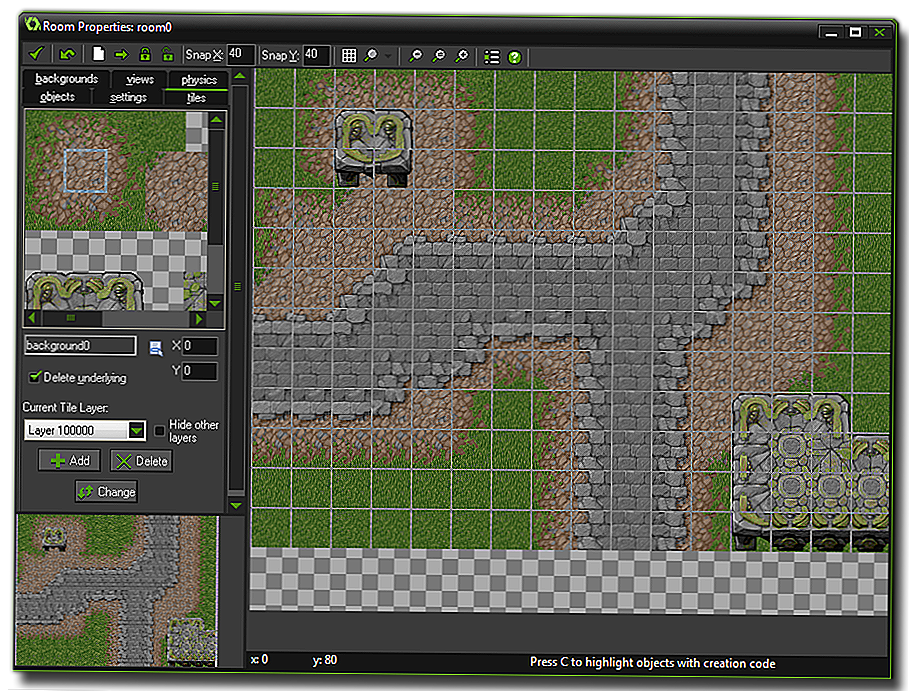 Room Properties: room0
Snap X: 40 Snap Y: 40
backgrounds views physics
objects settings tiles
background0 X 0
Y 0
Delete underlying
Current Tile Layer:
Layer 100000 Hide other layers
Add Delete
Change
x: 0 y: 80 Press C to highlight objects with creation code